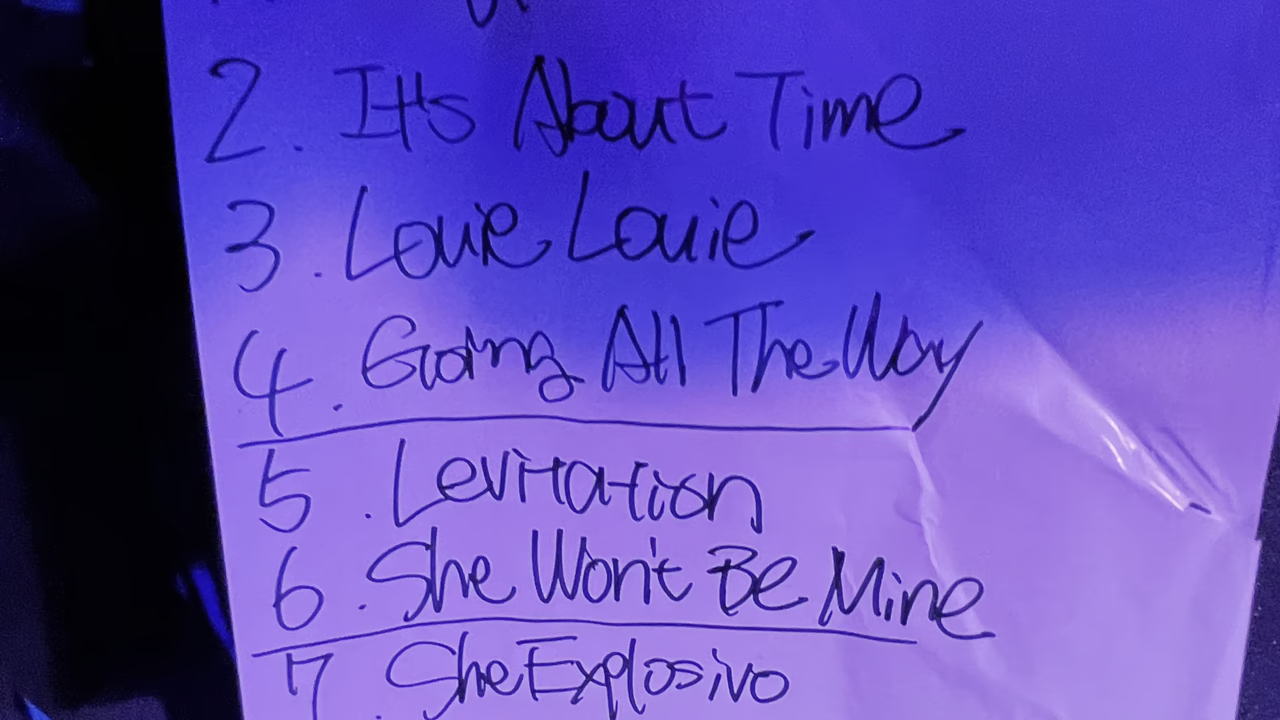 2. It's About Time
3. Louie Louie
4. Going All The Way
5. Levitation
6. She Won't Be Mine
7. She Explosivo